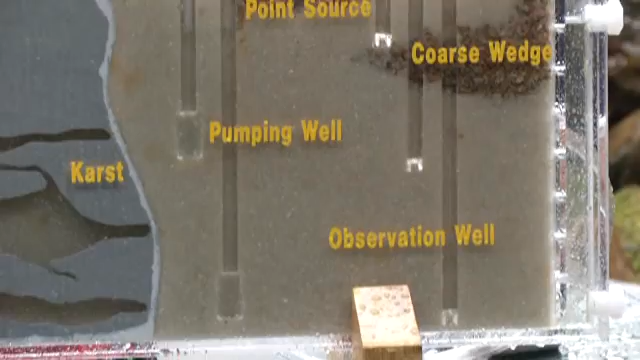 Point Source
Coarse Wedge
Pumping Well
Karst
Observation Well